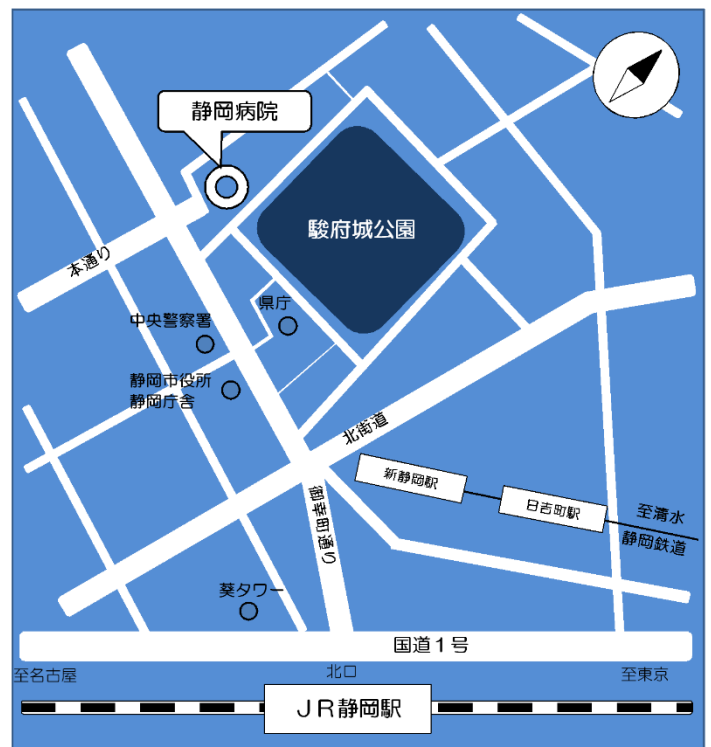 静岡病院
駿府城公園
本通り
県庁
中央警察署
静岡市役所
静岡庁舎
北街道
新静岡駅
日吉町駅
至清水
静岡鉄道
御幸町通り
葵タワー
国道1号
至名古屋
北口
至東京
JR静岡駅